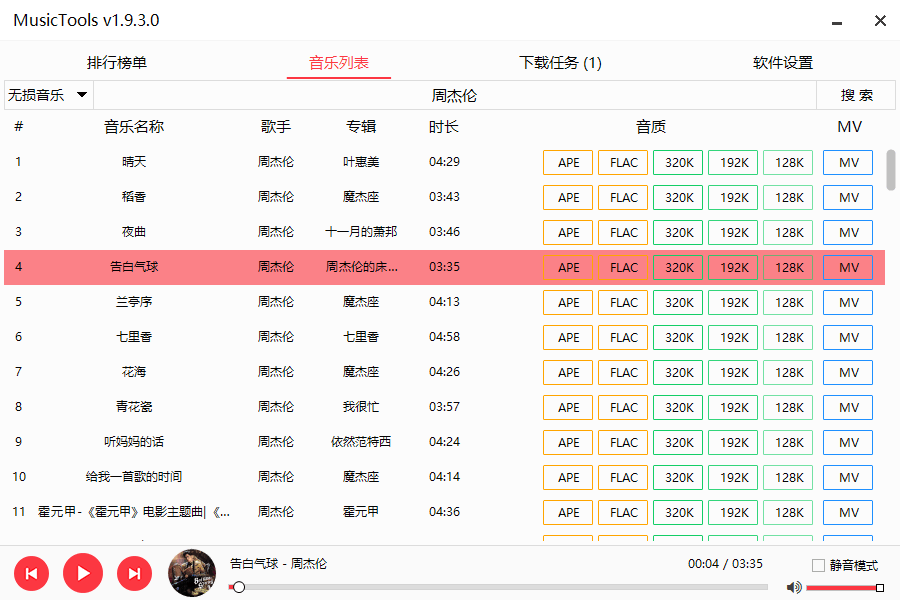 MusicTools v1.9.3.0
排行榜单 音乐列表 下载任务 (1) 软件设置
无损音乐 周杰伦 搜 索
# 音乐名称 歌手 专辑 时长 音质 MV
1 晴天 周杰伦 叶惠美 04:29 APE FLAC 320K 192K 128K MV
2 稻香 周杰伦 魔杰座 03:43 APE FLAC 320K 192K 128K MV
3 夜曲 周杰伦 十一月的萧邦 03:46 APE FLAC 320K 192K 128K MV
4 告白气球 周杰伦 周杰伦的床... 03:35 APE FLAC 320K 192K 128K MV
5 兰亭序 周杰伦 魔杰座 04:13 APE FLAC 320K 192K 128K MV
6 七里香 周杰伦 七里香 04:58 APE FLAC 320K 192K 128K MV
7 花海 周杰伦 魔杰座 04:26 APE FLAC 320K 192K 128K MV
8 青花瓷 周杰伦 我很忙 03:57 APE FLAC 320K 192K 128K MV
9 听妈妈的话 周杰伦 依然范特西 04:24 APE FLAC 320K 192K 128K MV
10 给我一首歌的时间 周杰伦 魔杰座 04:14 APE FLAC 320K 192K 128K MV
11 霍元甲-《霍元甲》电影主题曲|《... 周杰伦 霍元甲 04:36 APE FLAC 320K 192K 128K MV
告白气球 - 周杰伦 00:04 / 03:35 静音模式